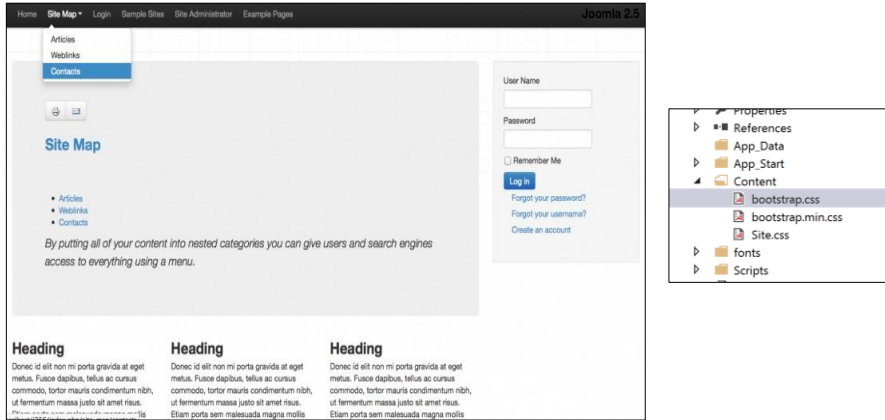 Home Site Map Login Sample Sites Site Administrator Example Pages Joomla 2.5
Articles
Weblinks
Contacts
Site Map
Articles
Weblinks
Contacts
By putting all of your content into nested categories you can give users and search engines
access to everything using a menu.
User Name
Password
Remember Me
Log in
Forgot your password?
Forgot your username?
Create an account
Heading
Donec id elit non mi porta gravida at eget
metus. Fusce dapibus, tellus ac cursus
commodo, tortor mauris condimentum nibh,
ut fermentum massa justo sit amet risus.
Etiam porta sem malesuada magna mollis
Heading
Donec id elit non mi porta gravida at eget
metus. Fusce dapibus, tellus ac cursus
commodo, tortor mauris condimentum nibh,
ut fermentum massa justo sit amet risus.
Etiam porta sem malesuada magna mollis
Heading
Donec id elit non mi porta gravida at eget
metus. Fusce dapibus, tellus ac cursus
commodo, tortor mauris condimentum nibh,
ut fermentum massa justo sit amet risus.
Etiam porta sem malesuada magna mollis
Properties
References
App_Data
App_Start
Content
bootstrap.css
bootstrap.min.css
Site.css
fonts
Scripts